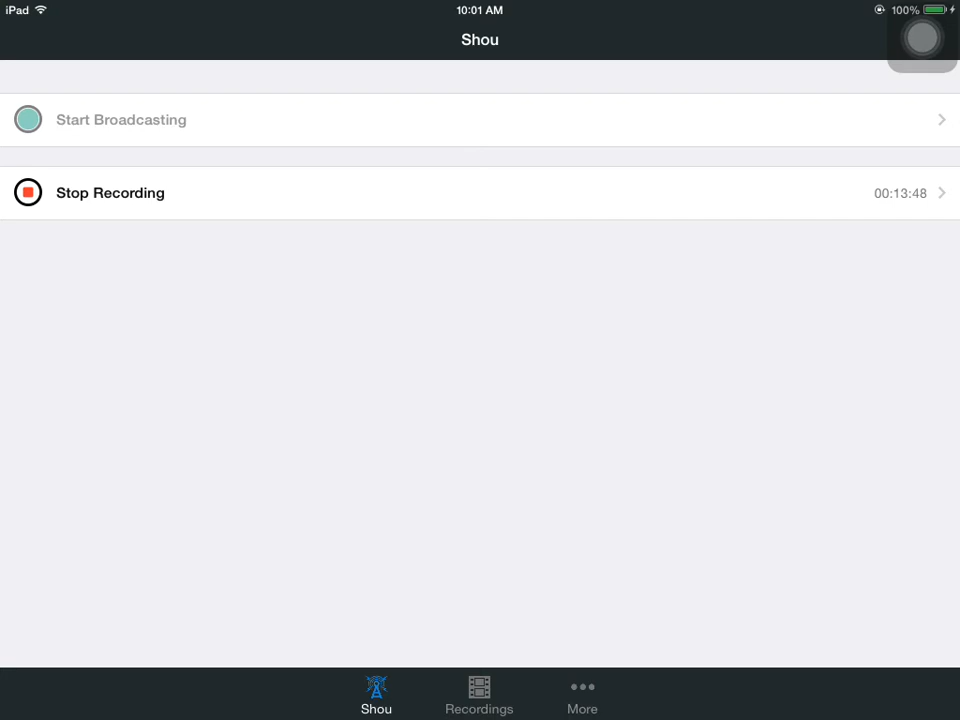 iPad 10:01 AM 100%
Shou
Start Broadcasting
Stop Recording 00:13:48
Shou Recordings More